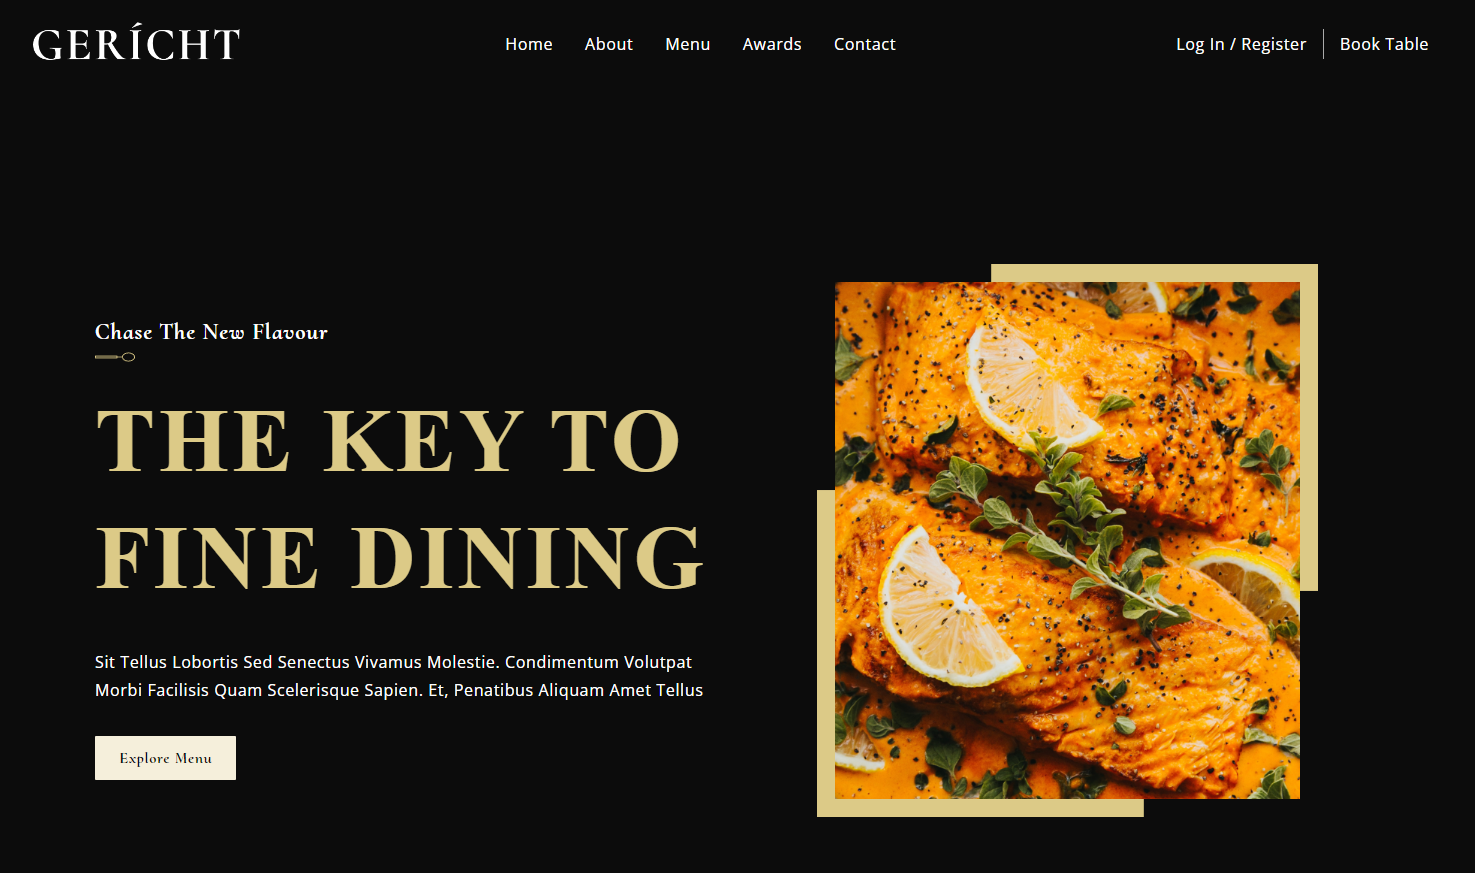 GERÍCHT
Home About Menu Awards Contact
Log In / Register Book Table
Chase The New Flavour
THE KEY TO
FINE DINING
Sit Tellus Lobortis Sed Senectus Vivamus Molestie. Condimentum Volutpat
Morbi Facilisis Quam Scelerisque Sapien. Et, Penatibus Aliquam Amet Tellus
Explore Menu